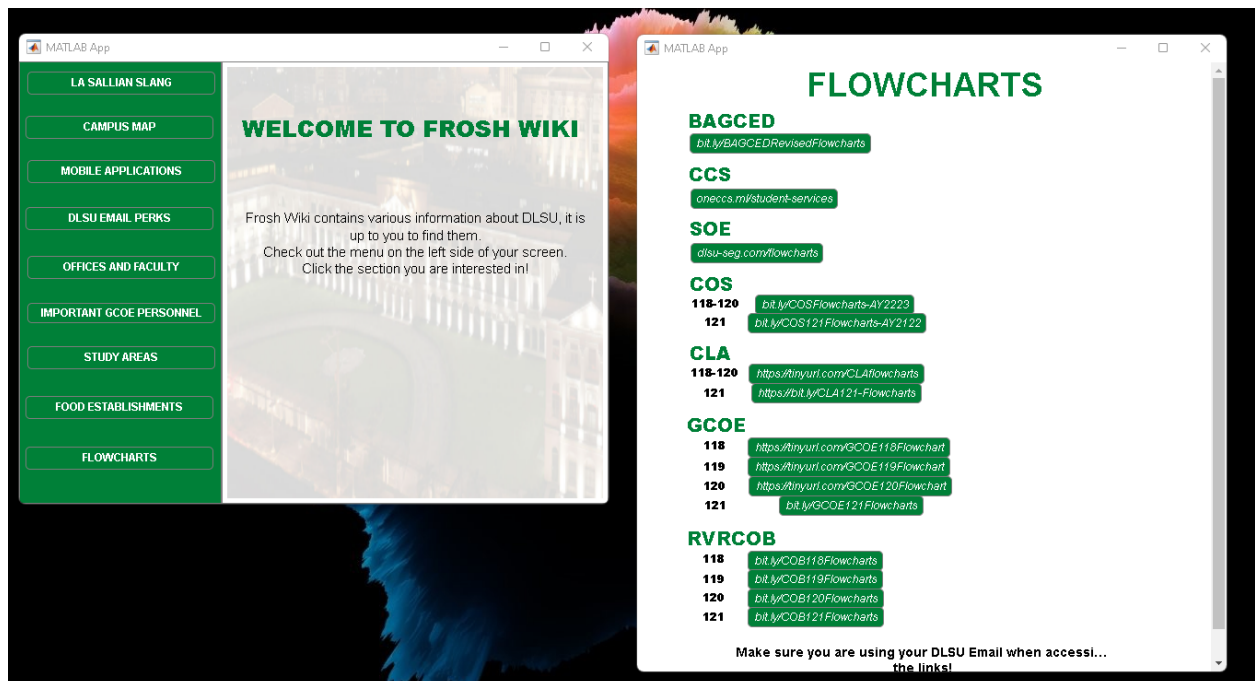 MATLAB App
LA SALLIAN SLANG
CAMPUS MAP
MOBILE APPLICATIONS
DLSU EMAIL PERKS
OFFICES AND FACULTY
IMPORTANT GCOE PERSONNEL
STUDY AREAS
FOOD ESTABLISHMENTS
FLOWCHARTS
WELCOME TO FROSH WIKI
Frosh Wiki contains various information about DLSU, it is
up to you to find them.
Check out the menu on the left side of your screen.
Click the section you are interested in!
MATLAB App
FLOWCHARTS
BAGCED
bit.ly/BAGCEDRevisedFlowcharts
CCS
oneccs.ml/student-services
SOE
dlsu-seg.com/flowcharts
COS
118-120 bit.ly/COSFlowcharts-AY2223
121 bit.ly/COS121Flowcharts-AY2122
CLA
118-120 https://tinyurl.com/CLAflowcharts
121 https://bit.ly/CLA121-Flowcharts
GCOE
118 https://tinyurl.com/GCOE118Flowchart
119 https://tinyurl.com/GCOE119Flowchart
120 https://tinyurl.com/GCOE120Flowchart
121 bit.ly/GCOE121Flowcharts
RVRCOB
118 bit.ly/COB118Flowcharts
119 bit.ly/COB119Flowcharts
120 bit.ly/COB120Flowcharts
121 bit.ly/COB121Flowcharts
Make sure you are using your DLSU Email when accessi...
the links!